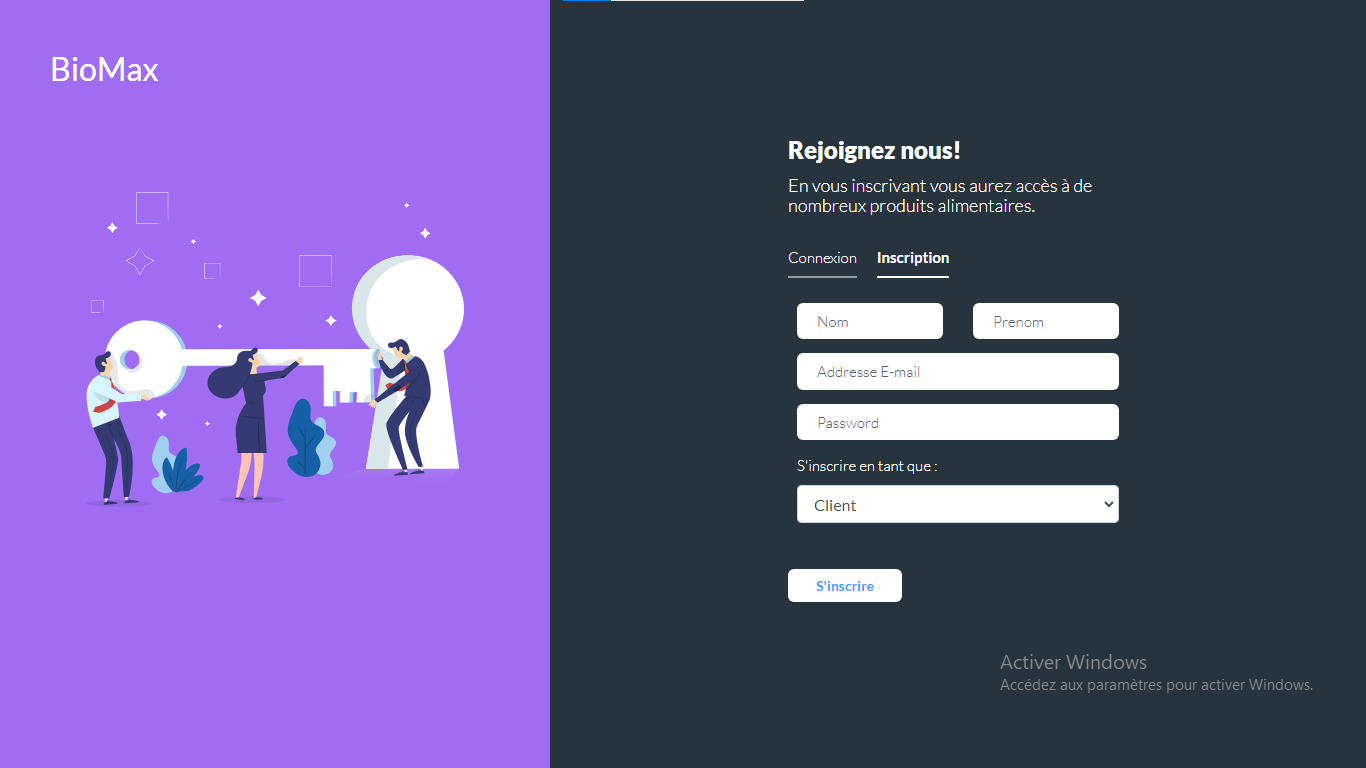 BioMax
Rejoignez nous!
En vous inscrivant vous aurez accès à de
nombreux produits alimentaires.
Connexion Inscription
Nom Prenom
Addresse E-mail
Password
S'inscrire en tant que :
Client
S'inscrire
Activer Windows
Accédez aux paramètres pour activer Windows.